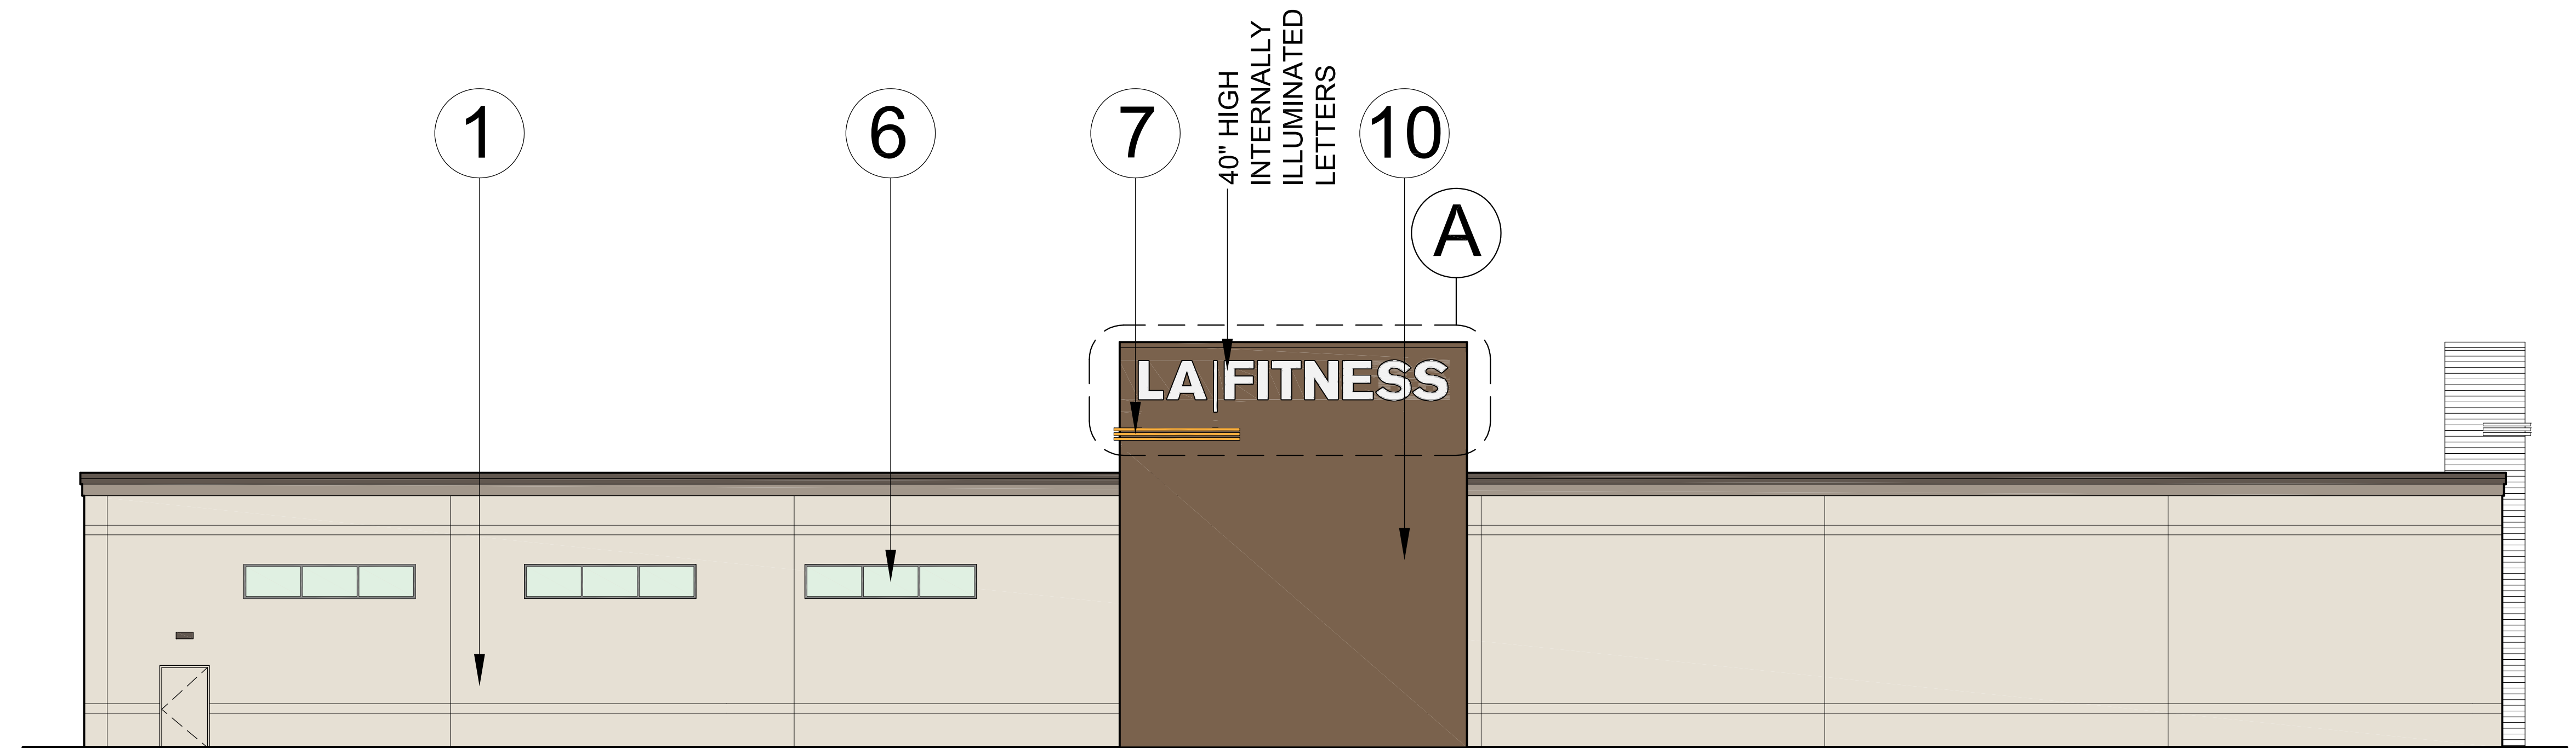 1
6
7
40" HIGH
INTERNALLY
ILLUMINATED
LETTERS
10
A
LA|FITNESS